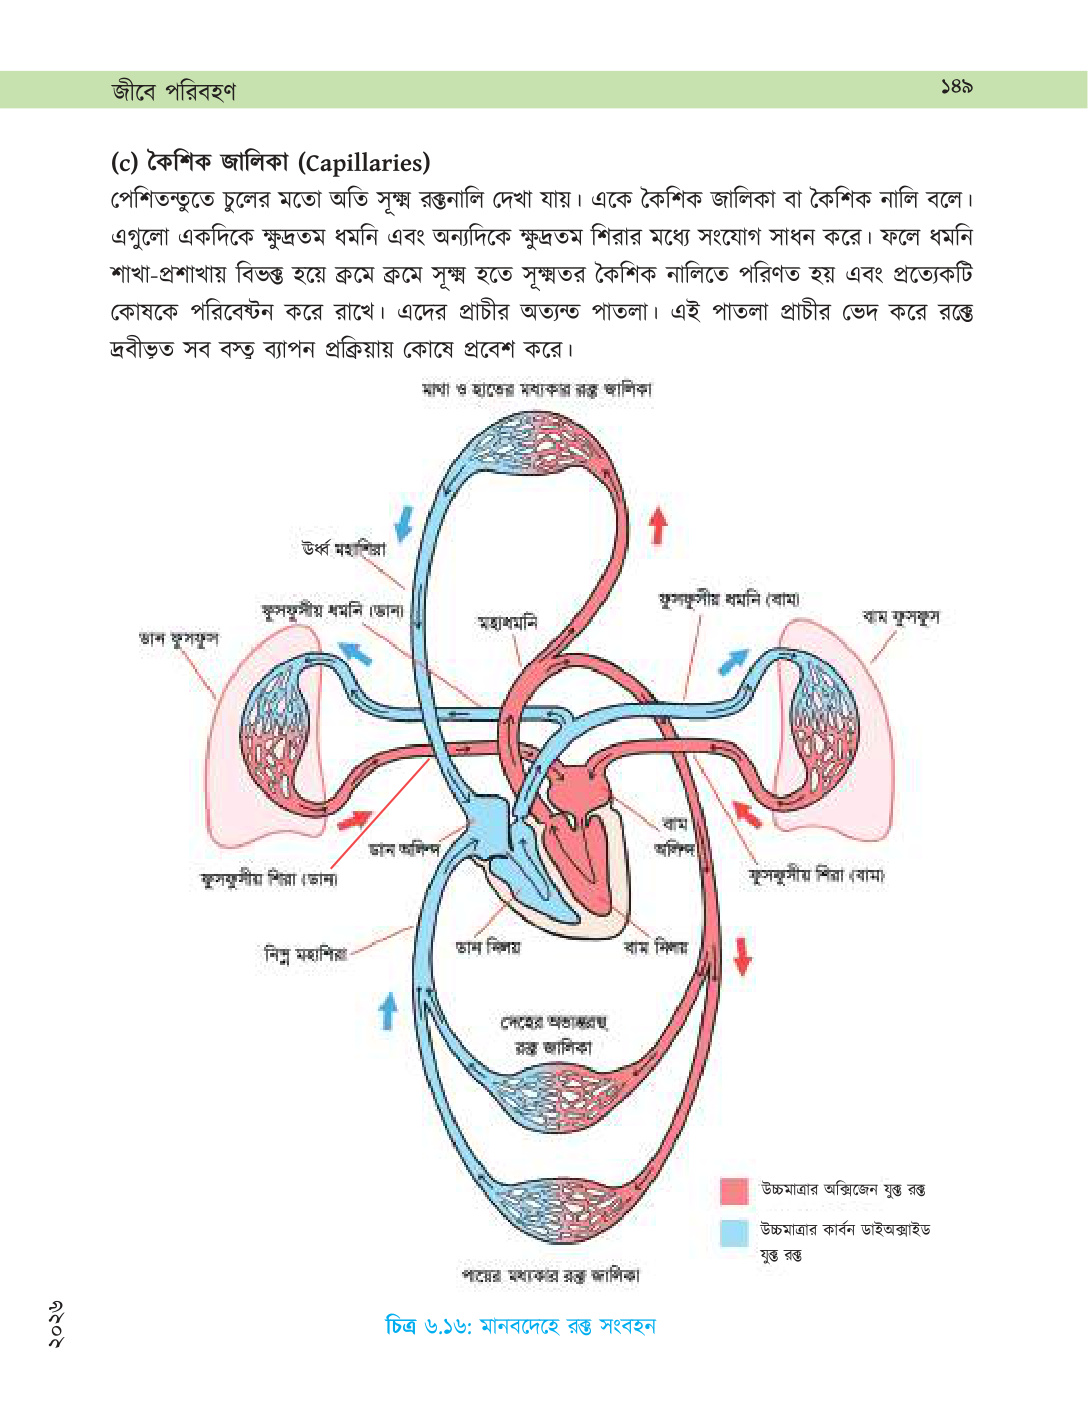 জীবে পরিবহণ
১৪৯
(c) কৈশিক জালিকা (Capillaries)
পেশিতন্তুতে চুলের মতো অতি সূক্ষ্ম রক্তনালি দেখা যায়। একে কৈশিক জালিকা বা কৈশিক নালি বলে।
এগুলো একদিকে ক্ষুদ্রতম ধমনি এবং অন্যদিকে ক্ষুদ্রতম শিরার মধ্যে সংযোগ সাধন করে। ফলে ধমনি
শাখা-প্রশাখায় বিভক্ত হয়ে ক্রমে ক্রমে সূক্ষ্ম হতে সূক্ষ্মতর কৈশিক নালিতে পরিণত হয় এবং প্রত্যেকটি
কোষকে পরিবেষ্টন করে রাখে। এদের প্রাচীর অত্যন্ত পাতলা। এই পাতলা প্রাচীর ভেদ করে রক্তে
দ্রবীভূত সব বস্তু ব্যাপন প্রক্রিয়ায় কোষে প্রবেশ করে।
মাথা ও হাতের মধ্যকার রক্ত জালিকা
উর্ধ্ব মহাশিরা
ফুসফুসীয় ধমনি (ডান)
মহাধমনি
ফুসফুসীয় ধমনি (বাম)
বাম ফুসফুস
ডান ফুসফুস
ডান অলিন্দ
বাম
অলিন্দ
ফুসফুসীয় শিরা (ডান)
ফুসফুসীয় শিরা (বাম)
নিম্ন মহাশিরা
ডান নিলয়
বাম নিলয়
দেহের অভ্যন্তরস্থ
রক্ত জালিকা
উচ্চমাত্রার অক্সিজেন যুক্ত রক্ত
উচ্চমাত্রার কার্বন ডাইঅক্সাইড
যুক্ত রক্ত
পায়ের মধ্যকার রক্ত জালিকা
চিত্র ৬.১৬: মানবদেহে রক্ত সংবহন
২০২৬